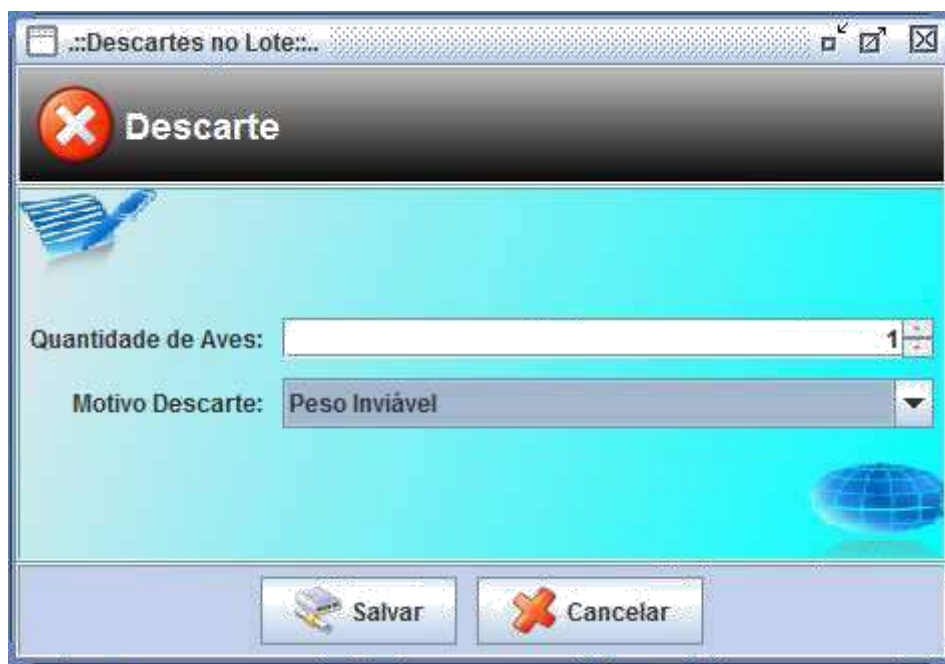 .::Descartes no Lote::..
Descarte
Quantidade de Aves: 1
Motivo Descarte: Peso Inviável
Salvar Cancelar